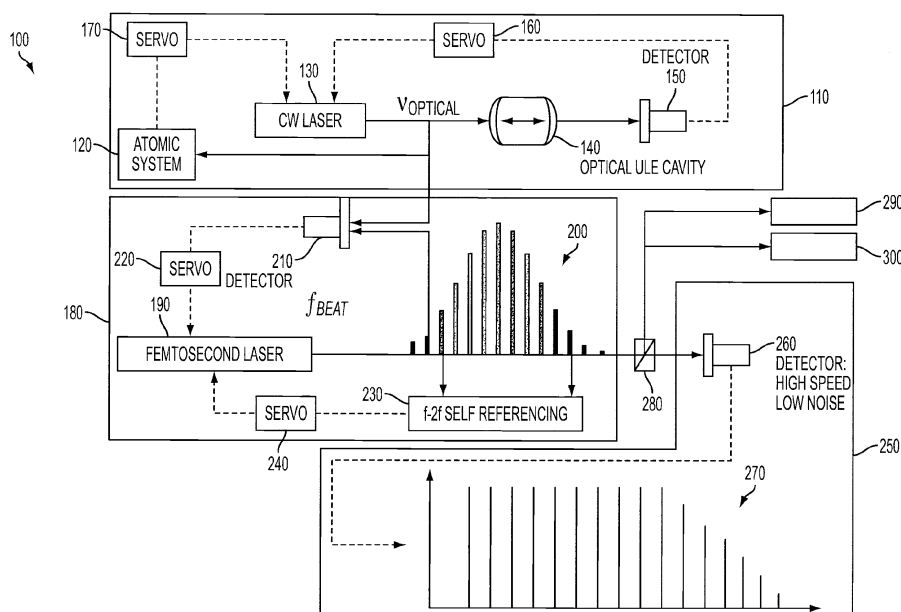 100
170
SERVO
SERVO
160
DETECTOR
150
130
CW LASER
VOPTICAL
110
120
ATOMIC
SYSTEM
140
OPTICAL ULE CAVITY
290
300
210
220
SERVO
DETECTOR
200
fBEAT
180
190
FEMTOSECOND LASER
260
DETECTOR:
HIGH SPEED
LOW NOISE
280
230
f-2f SELF REFERENCING
SERVO
240
250
270